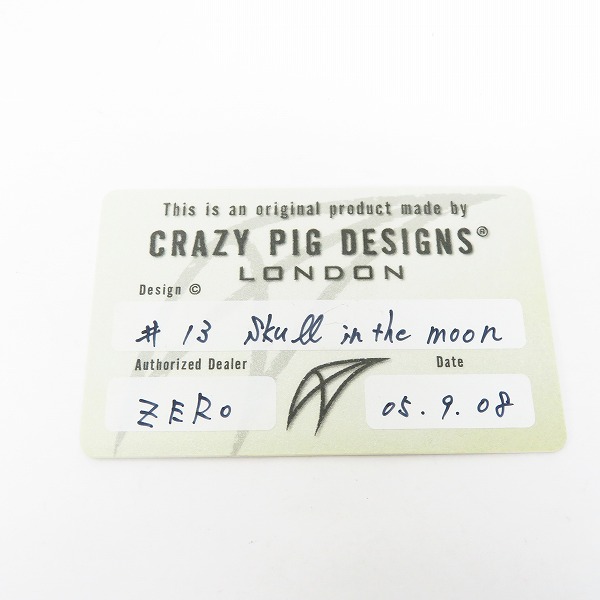 This is an original product made by
CRAZY PIG DESIGNS®
LONDON
Design ©
# 13 Skull in the moon
Authorized Dealer
Date
ZERO
05.9.08